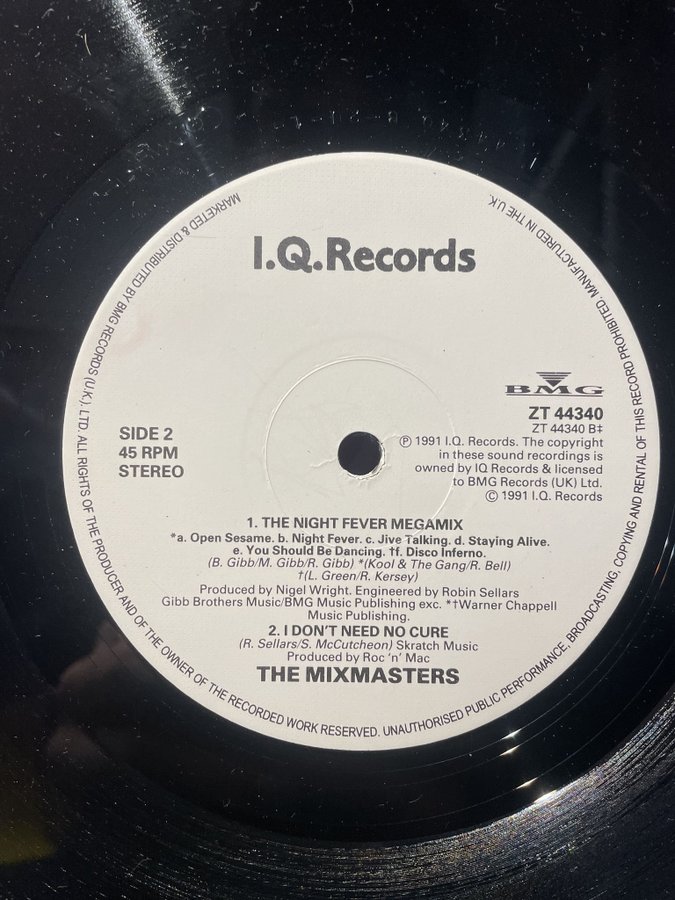 I.Q.Records
BMG
ZT 44340
ZT 44340 B‡
SIDE 2
45 RPM
STEREO
Ⓟ 1991 I.Q. Records. The copyright
in these sound recordings is
owned by IQ Records & licensed
to BMG Records (UK) Ltd.
© 1991 I.Q. Records
1. THE NIGHT FEVER MEGAMIX
*a. Open Sesame. b. Night Fever. c. Jive Talking. d. Staying Alive.
e. You Should Be Dancing. †f. Disco Inferno.
(B. Gibb/M. Gibb/R. Gibb) *(Kool & The Gang/R. Bell)
†(L. Green/R. Kersey)
Produced by Nigel Wright. Engineered by Robin Sellars
Gibb Brothers Music/BMG Music Publishing exc. *†Warner Chappell
Music Publishing.
2. I DON'T NEED NO CURE
(R. Sellars/S. McCutcheon) Skratch Music
Produced by Roc 'n' Mac
THE MIXMASTERS
MARKETED & DISTRIBUTED BY BMG RECORDS (U.K.) LTD. ALL RIGHTS OF THE PRODUCER AND OF THE OWNER OF THE RECORDED WORK RESERVED. UNAUTHORISED PUBLIC PERFORMANCE, BROADCASTING, COPYING AND RENTAL OF THIS RECORD PROHIBITED. MANUFACTURED IN THE U.K.